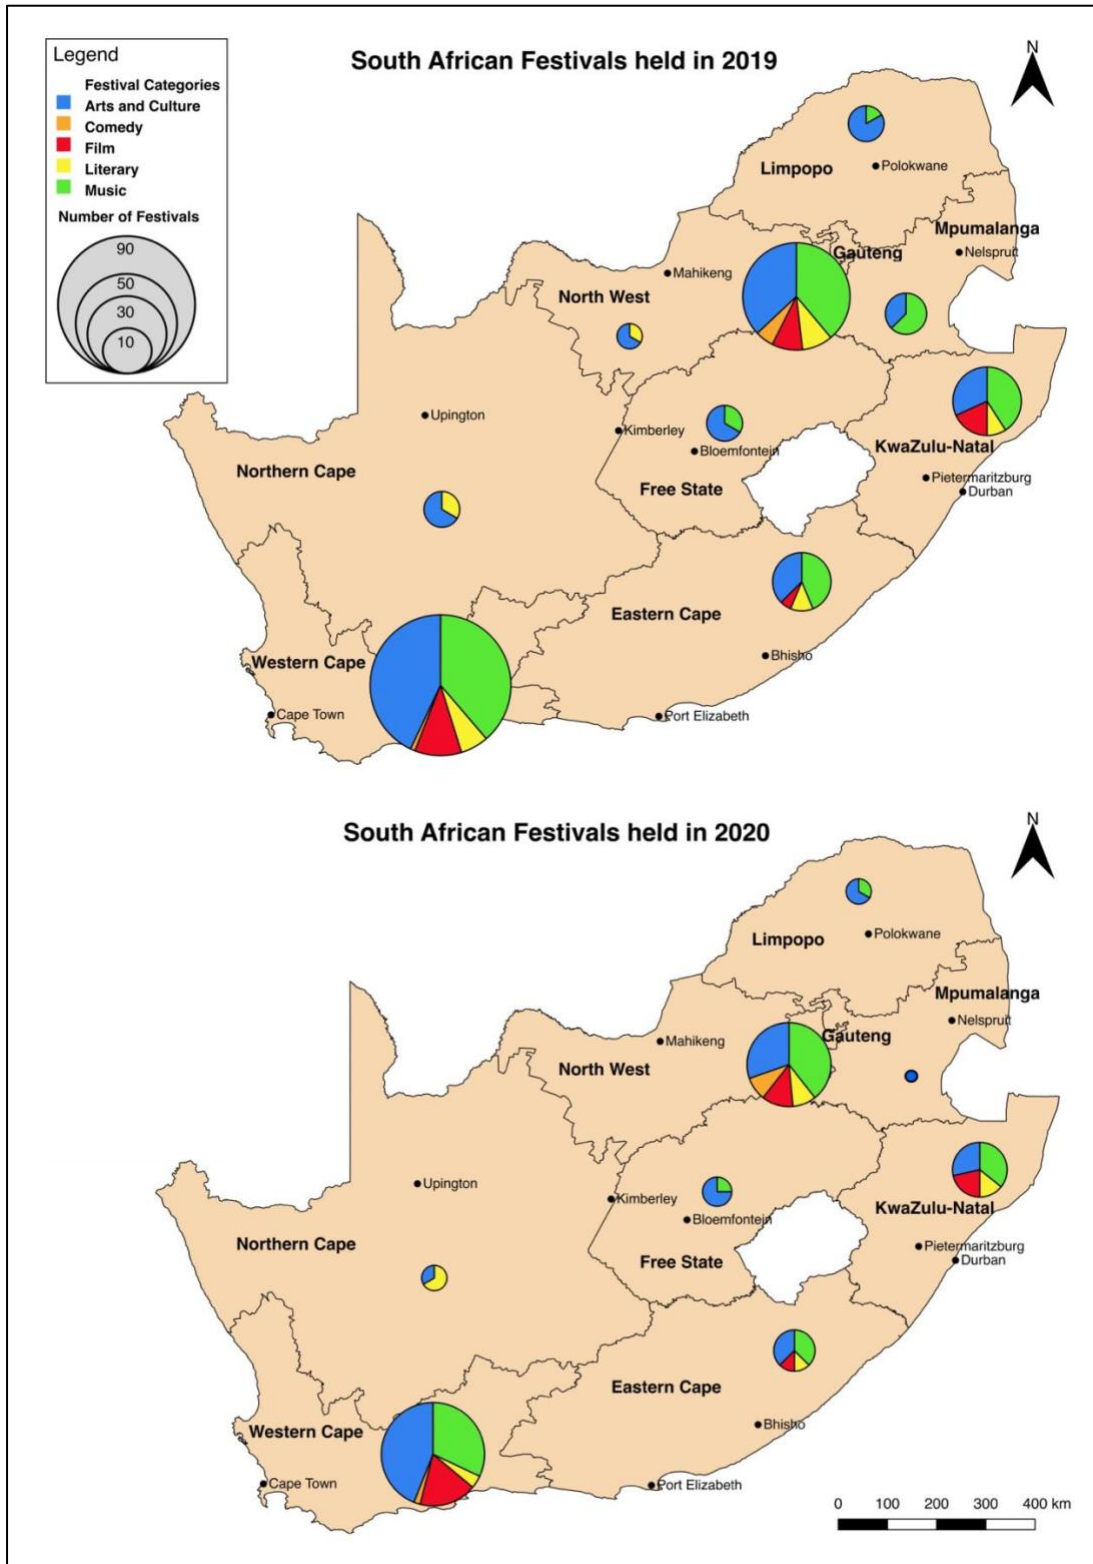 Legend
Festival Categories
Arts and Culture
Comedy
Film
Literary
Music
Number of Festivals
90
50
30
10
South African Festivals held in 2019
N
Limpopo
Polokwane
Mpumalanga
Gauteng
Nelspruit
Mahikeng
North West
Upington
Kimberley
Bloemfontein
KwaZulu-Natal
Northern Cape
Pietermaritzburg
Free State
Durban
Eastern Cape
Bhisho
Western Cape
Cape Town
Port Elizabeth
South African Festivals held in 2020
N
Limpopo
Polokwane
Mpumalanga
Nelspruit
Gauteng
Mahikeng
North West
Upington
Kimberley
KwaZulu-Natal
Bloemfontein
Northern Cape
Pietermaritzburg
Free State
Durban
Eastern Cape
Bhisho
Western Cape
Cape Town
Port Elizabeth
0 100 200 300 400 km